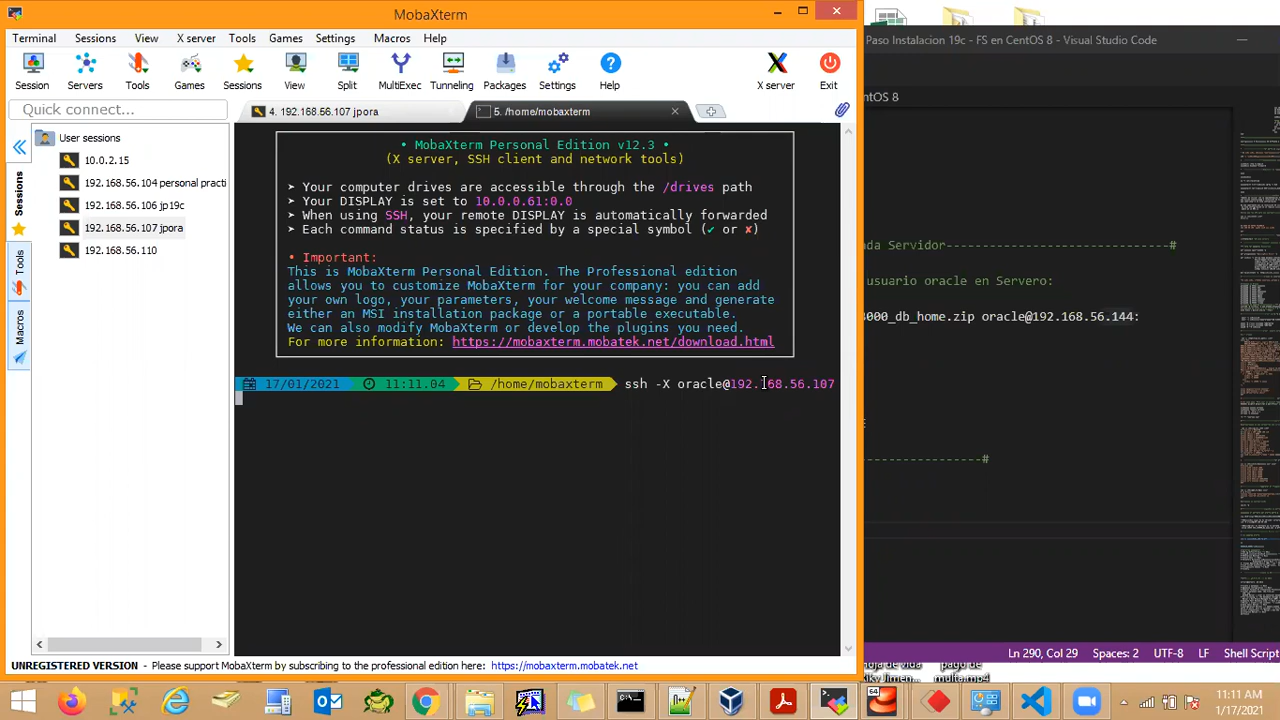 MobaXterm
Paso Instalacion 19c - FS en CentOS 8 - Visual Studio Code
Terminal Sessions View X server Tools Games Settings Macros Help
Session Servers Tools Games Sessions View Split MultiExec Tunneling Packages Settings Help X server Exit
entOS 8
Quick connect...
4. 192.168.56.107 jpora
5. /home/mobaxterm
User sessions
10.0.2.15
192.168.56.104 personal practi
192.168.56.106 jp19c
192.168.56.107 jpora
192.168.56.110
Sessions
Tools
Macros
• MobaXterm Personal Edition v12.3 •
(X server, SSH client and network tools)
➤ Your computer drives are accessible through the /drives path
➤ Your DISPLAY is set to 10.0.0.61:0.0
➤ When using SSH, your remote DISPLAY is automatically forwarded
➤ Each command status is specified by a special symbol (✔ or ✘)
• Important:
This is MobaXterm Personal Edition. The Professional edition
allows you to customize MobaXterm for your company: you can add
your own logo, your parameters, your welcome message and generate
either an MSI installation package or a portable executable.
We can also modify MobaXterm or develop the plugins you need.
For more information: https://mobaxterm.mobatek.net/download.html
17/01/2021 11:11.04 /home/mobaxterm ssh -X oracle@192.168.56.107
ada Servidor--------------------------------#
usuario oracle en Servero:
3000_db_home.zip oracle@192.168.56.144:
----------------#
UNREGISTERED VERSION - Please support MobaXterm by subscribing to the professional edition here: https://mobaxterm.mobatek.net
Ln 290, Col 29 Spaces: 2 UTF-8 LF Shell Script
64
11:11 AM
1/17/2021